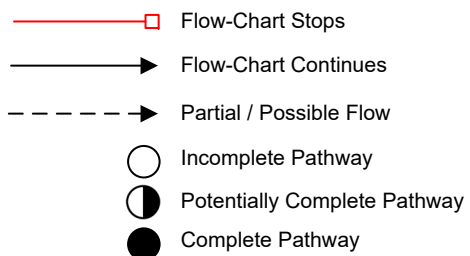 Flow-Chart Stops
Flow-Chart Continues
Partial / Possible Flow
Incomplete Pathway
Potentially Complete Pathway
Complete Pathway